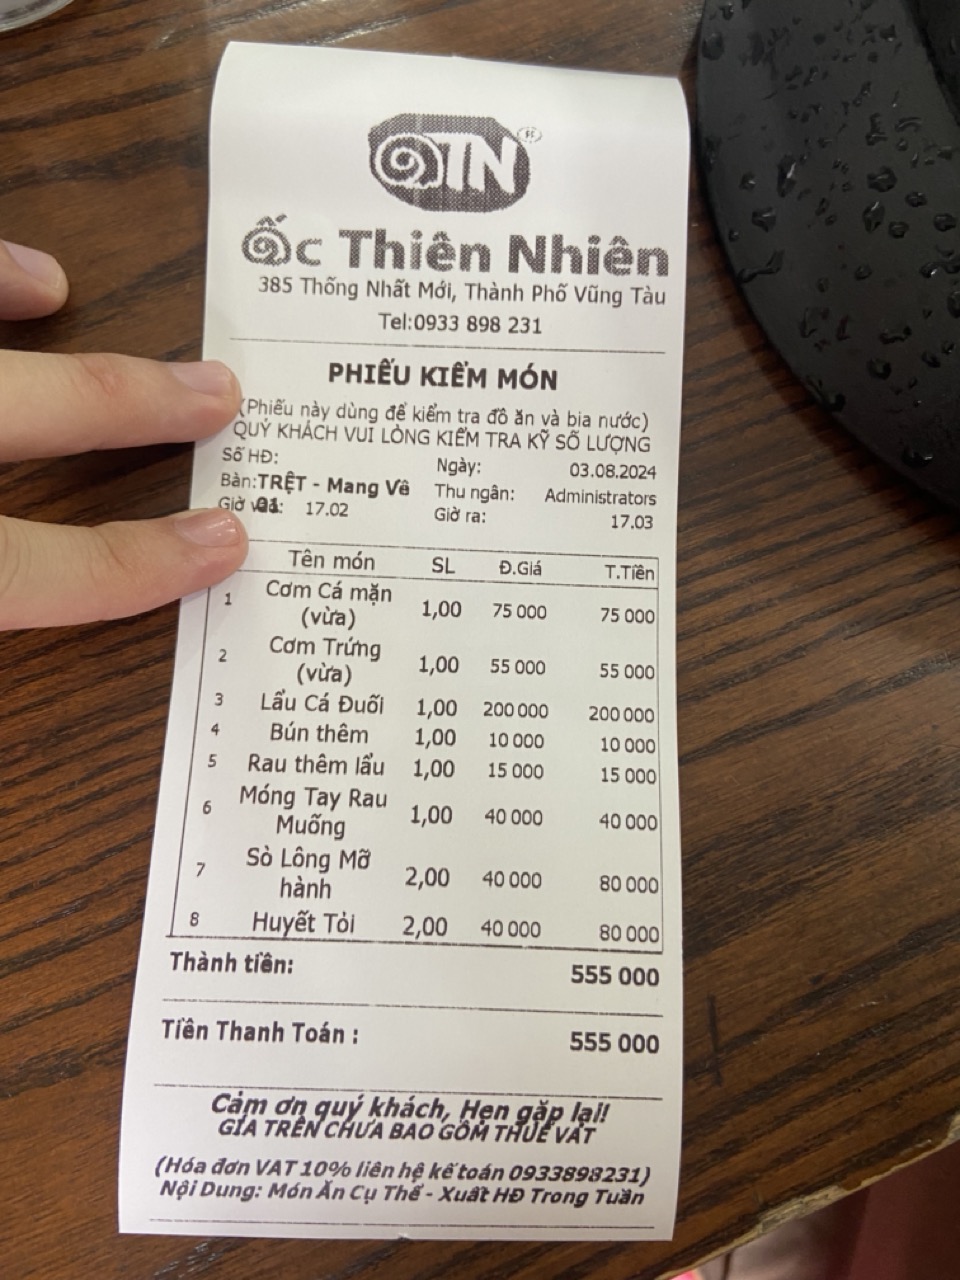 TN
Ốc Thiên Nhiên
385 Thống Nhất Mới, Thành Phố Vũng Tàu
Tel:0933 898 231
PHIẾU KIỂM MÓN
(Phiếu này dùng để kiểm tra đồ ăn và bia nước)
QUÝ KHÁCH VUI LÒNG KIỂM TRA KỸ SỐ LƯỢNG
Số HĐ: Ngày: 03.08.2024
Bàn:TRỆT - Mang Về 01 Thu ngân: Administrators
Giờ vào: 17.02 Giờ ra: 17.03
Tên món SL Đ.Giá T.Tiền
1 Cơm Cá mặn (vừa) 1,00 75 000 75 000
2 Cơm Trứng (vừa) 1,00 55 000 55 000
3 Lẩu Cá Đuối 1,00 200 000 200 000
4 Bún thêm 1,00 10 000 10 000
5 Rau thêm lẩu 1,00 15 000 15 000
6 Móng Tay Rau Muống 1,00 40 000 40 000
7 Sò Lông Mỡ hành 2,00 40 000 80 000
8 Huyết Tỏi 2,00 40 000 80 000
Thành tiền: 555 000
Tiền Thanh Toán : 555 000
Cảm ơn quý khách, Hẹn gặp lại!
GIÁ TRÊN CHƯA BAO GỒM THUẾ VAT
(Hóa đơn VAT 10% liên hệ kế toán 0933898231)
Nội Dung: Món Ăn Cụ Thể - Xuất HĐ Trong Tuần